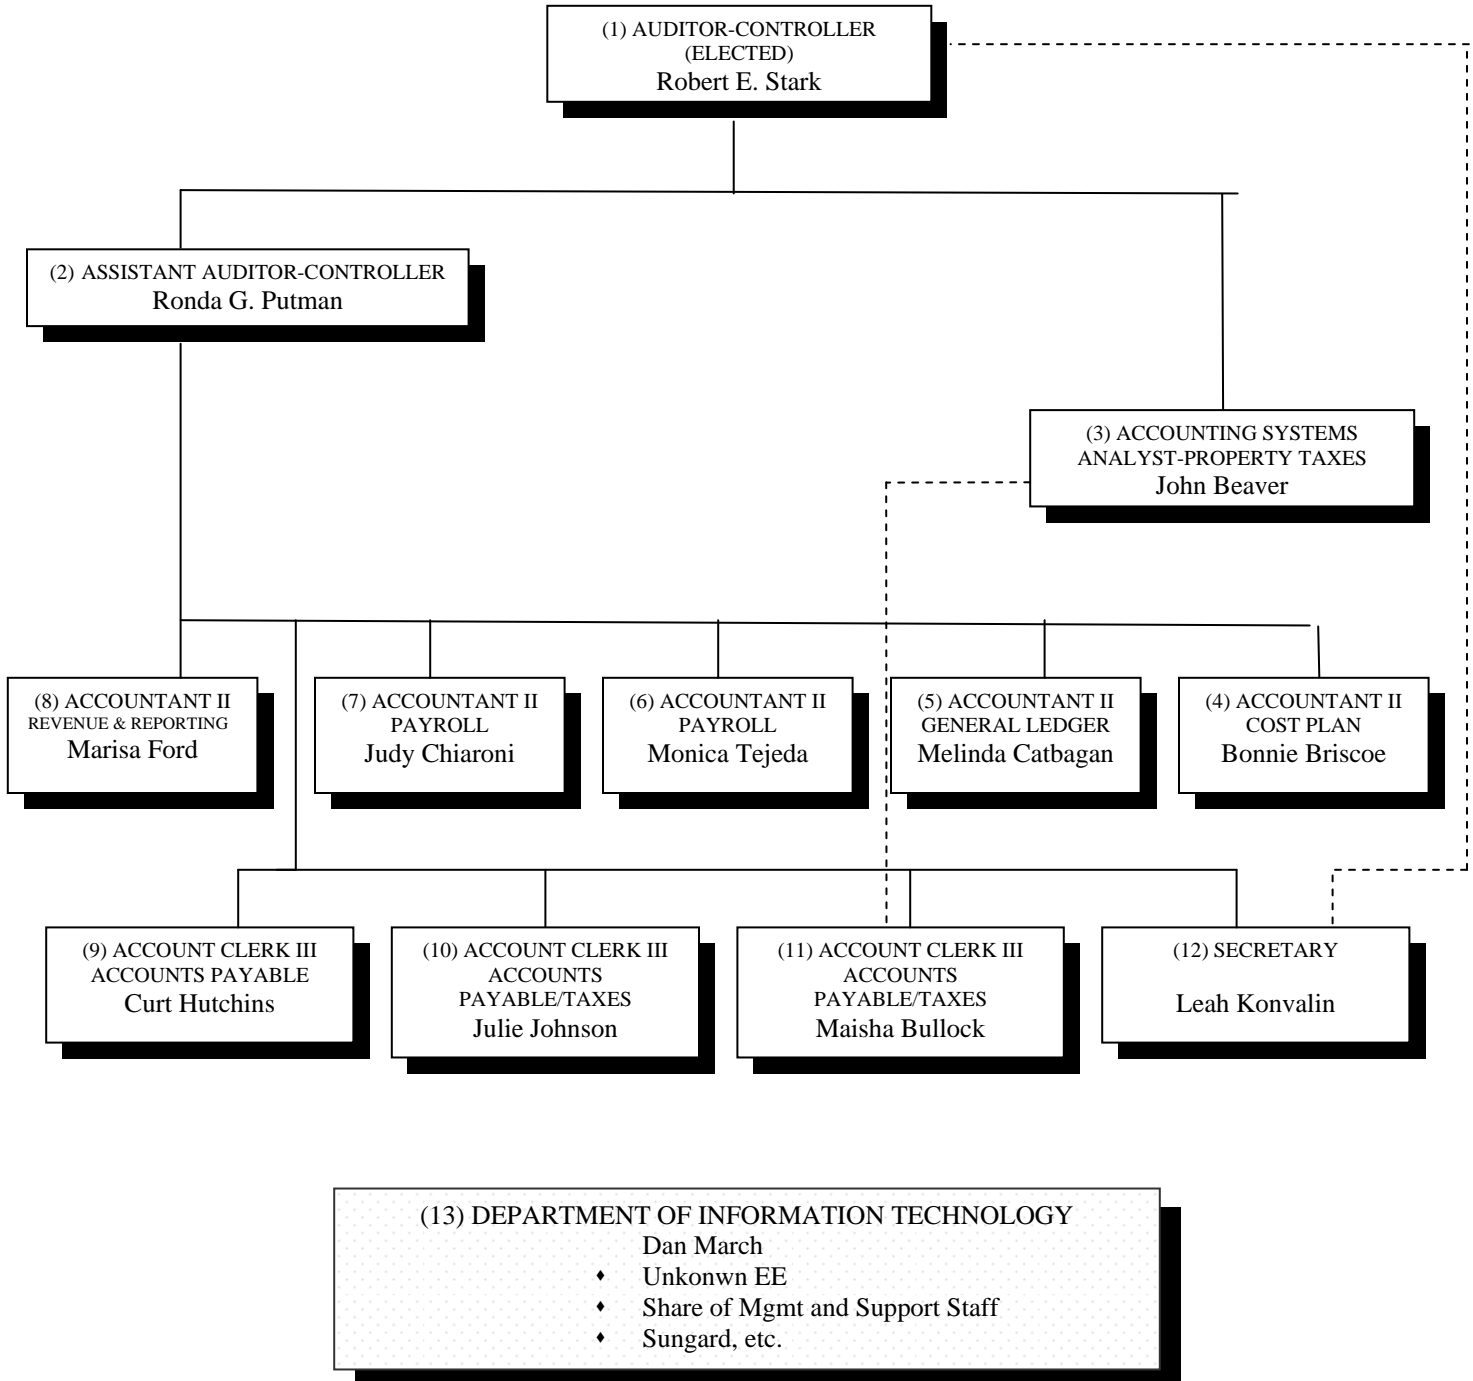 (1) AUDITOR-CONTROLLER
(ELECTED)
Robert E. Stark
(2) ASSISTANT AUDITOR-CONTROLLER
Ronda G. Putman
(3) ACCOUNTING SYSTEMS
ANALYST-PROPERTY TAXES
John Beaver
(8) ACCOUNTANT II
REVENUE & REPORTING
Marisa Ford
(7) ACCOUNTANT II
PAYROLL
Judy Chiaroni
(6) ACCOUNTANT II
PAYROLL
Monica Tejeda
(5) ACCOUNTANT II
GENERAL LEDGER
Melinda Catbagan
(4) ACCOUNTANT II
COST PLAN
Bonnie Briscoe
(9) ACCOUNT CLERK III
ACCOUNTS PAYABLE
Curt Hutchins
(10) ACCOUNT CLERK III
ACCOUNTS
PAYABLE/TAXES
Julie Johnson
(11) ACCOUNT CLERK III
ACCOUNTS
PAYABLE/TAXES
Maisha Bullock
(12) SECRETARY
Leah Konvalin
(13) DEPARTMENT OF INFORMATION TECHNOLOGY
Dan March
♦ Unkonwn EE
♦ Share of Mgmt and Support Staff
♦ Sungard, etc.